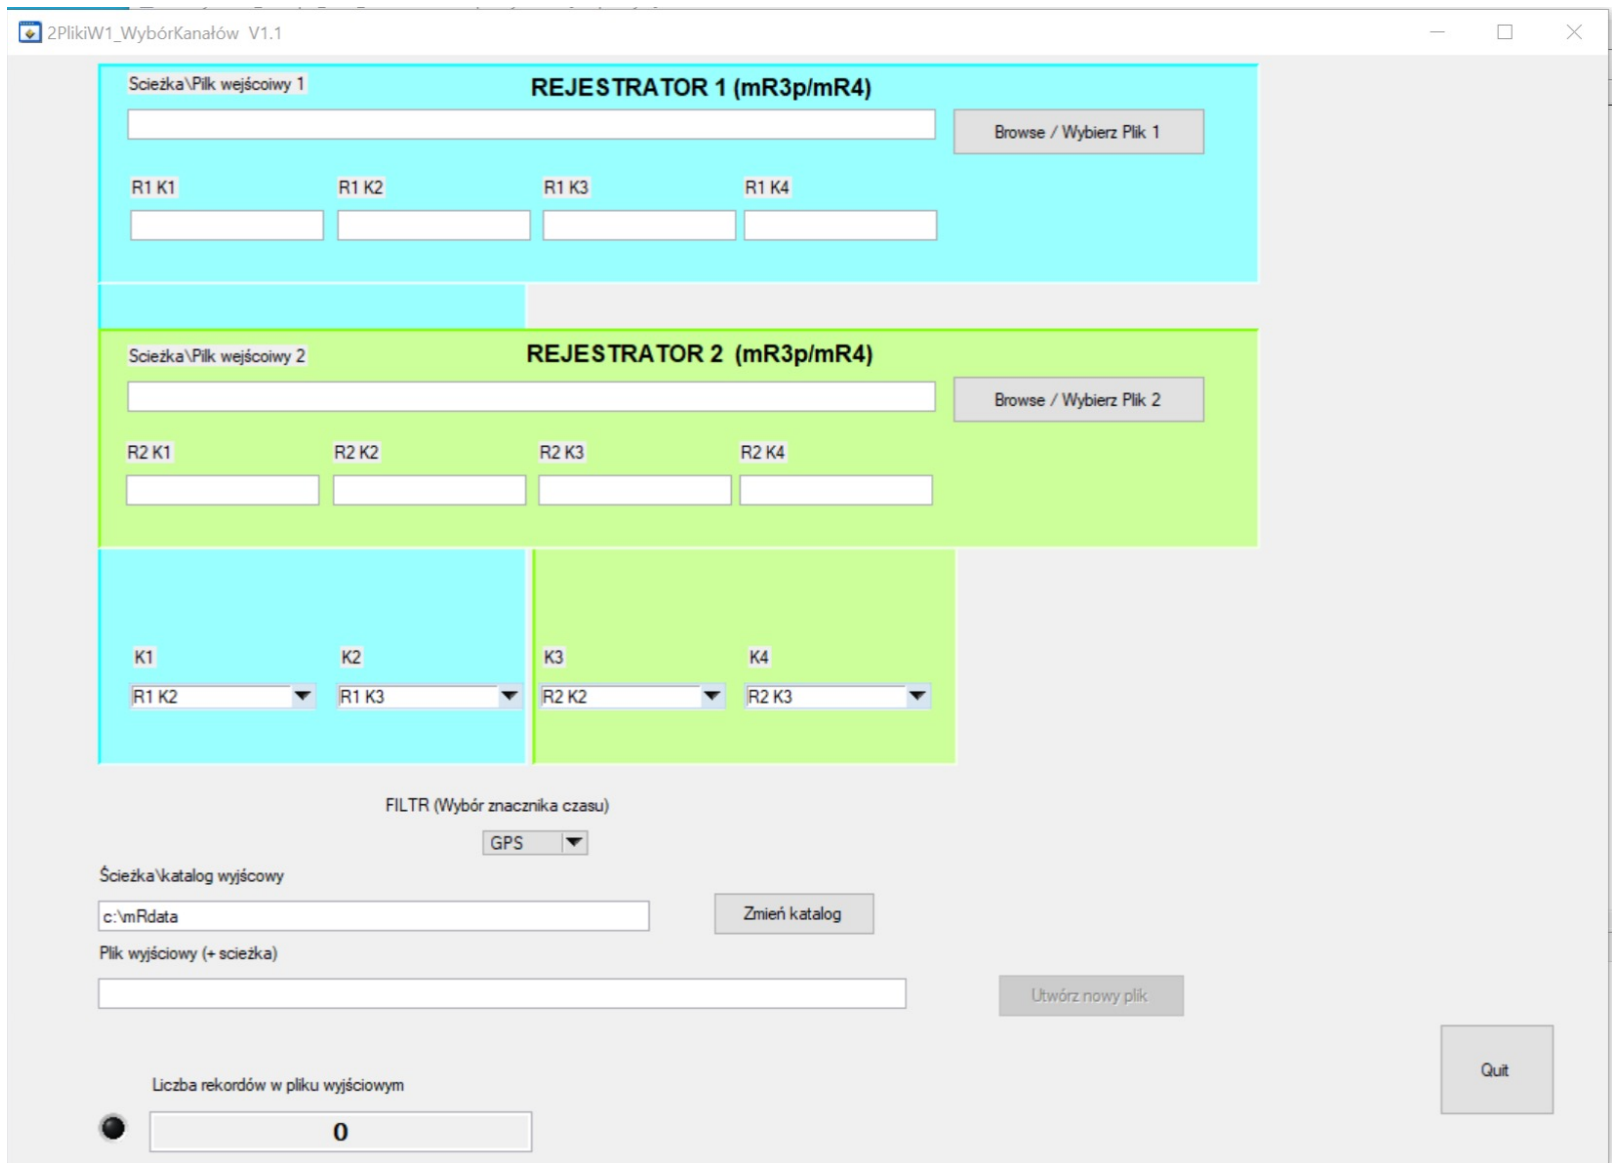 2PlikiW1_WybórKanałów V1.1
Scieżka\Pilk wejścoiwy 1
REJESTRATOR 1 (mR3p/mR4)
Browse / Wybierz Plik 1
R1 K1 R1 K2 R1 K3 R1 K4
Scieżka\Pilk wejścoiwy 2
REJESTRATOR 2 (mR3p/mR4)
Browse / Wybierz Plik 2
R2 K1 R2 K2 R2 K3 R2 K4
K1 K2 K3 K4
R1 K2 R1 K3 R2 K2 R2 K3
FILTR (Wybór znacznika czasu)
GPS
Ścieżka\katalog wyjścowy
c:\mRdata
Zmień katalog
Plik wyjściowy (+ scieżka)
Utwórz nowy plik
Quit
Liczba rekordów w pliku wyjściowym
0